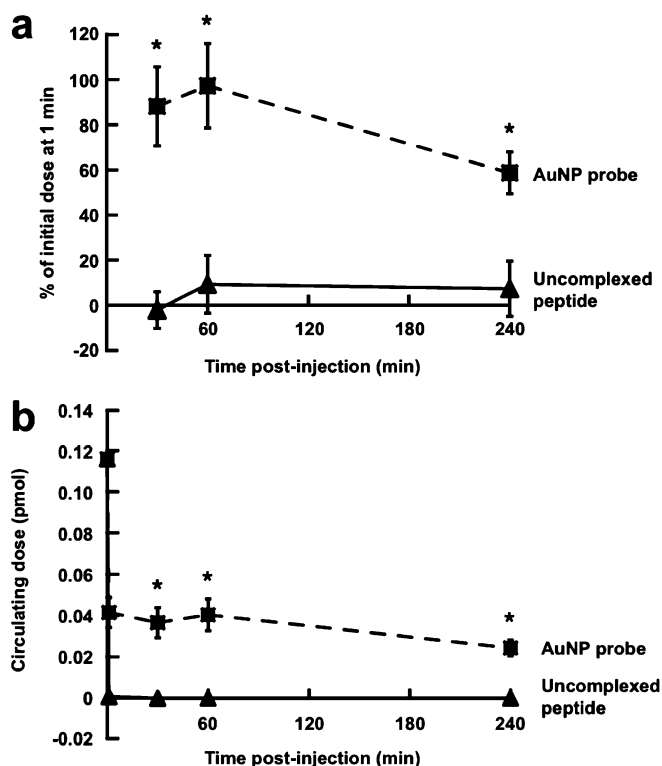 a
120
100
80
60
40
20
0
-20
% of initial dose at 1 min
* * *
AuNP probe
Uncomplexed
peptide
60 120 180 240
Time post-injection (min)
b
0.14
0.12
0.10
0.08
0.06
0.04
0.02
0
-0.02
Circulating dose (pmol)
* * *
AuNP probe
Uncomplexed
peptide
60 120 180 240
Time post-injection (min)